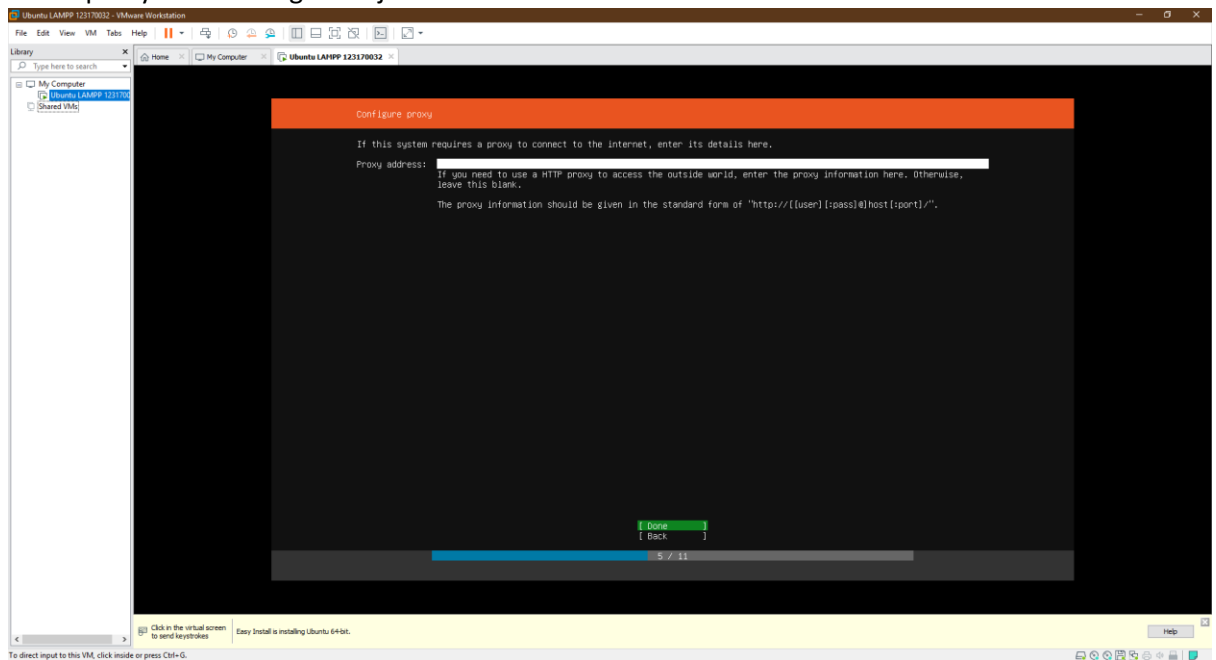 Ubuntu LAMPP 123170032 - VMware Workstation
File Edit View VM Tabs Help
Library
Type here to search
My Computer
Ubuntu LAMPP 123170
Shared VMs
Home
My Computer
Ubuntu LAMPP 123170032
Configure proxy
If this system requires a proxy to connect to the internet, enter its details here.
Proxy address:
If you need to use a HTTP proxy to access the outside world, enter the proxy information here. Otherwise,
leave this blank.
The proxy information should be given in the standard form of "http://[[user][:pass]@]host[:port]/".
[ Done ]
[ Back ]
5 / 11
Click in the virtual screen
to send keystrokes
Easy Install is installing Ubuntu 64-bit.
Help
To direct input to this VM, click inside or press Ctrl+G.